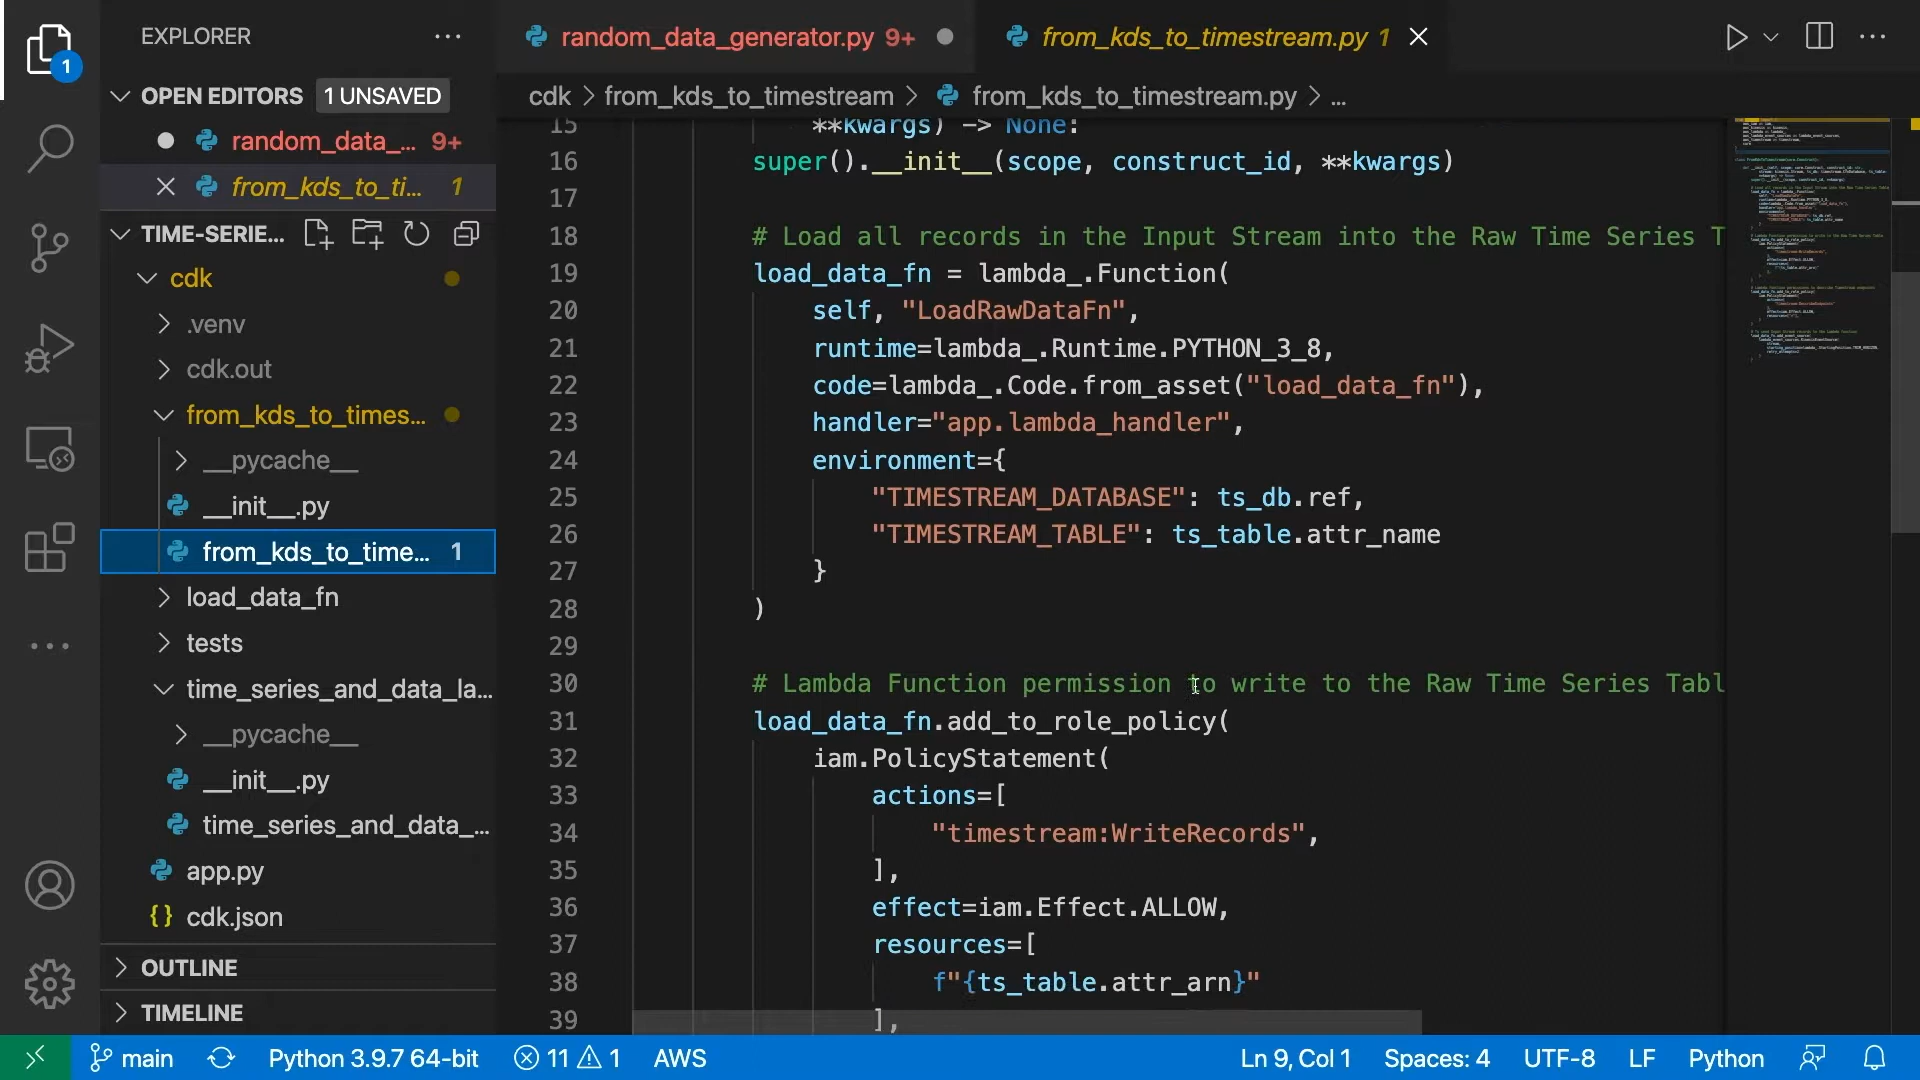 EXPLORER
random_data_generator.py 9+
from_kds_to_timestream.py 1
OPEN EDITORS 1 UNSAVED
random_data_... 9+
from_kds_to_ti... 1
TIME-SERIE...
cdk
.venv
cdk.out
from_kds_to_times...
__pycache__
__init__.py
from_kds_to_time... 1
load_data_fn
tests
time_series_and_data_la...
__pycache__
__init__.py
time_series_and_data_...
app.py
cdk.json
OUTLINE
TIMELINE
1
cdk > from_kds_to_timestream > from_kds_to_timestream.py > ...
15 **kwargs) -> None:
16 super().__init__(scope, construct_id, **kwargs)
17
18 # Load all records in the Input Stream into the Raw Time Series T
19 load_data_fn = lambda_.Function(
20 self, "LoadRawDataFn",
21 runtime=lambda_.Runtime.PYTHON_3_8,
22 code=lambda_.Code.from_asset("load_data_fn"),
23 handler="app.lambda_handler",
24 environment={
25 "TIMESTREAM_DATABASE": ts_db.ref,
26 "TIMESTREAM_TABLE": ts_table.attr_name
27 }
28 )
29
30 # Lambda Function permission to write to the Raw Time Series Tabl
31 load_data_fn.add_to_role_policy(
32 iam.PolicyStatement(
33 actions=[
34 "timestream:WriteRecords",
35 ],
36 effect=iam.Effect.ALLOW,
37 resources=[
38 f"{ts_table.attr_arn}"
39 ],
main Python 3.9.7 64-bit 11 1 AWS Ln 9, Col 1 Spaces: 4 UTF-8 LF Python